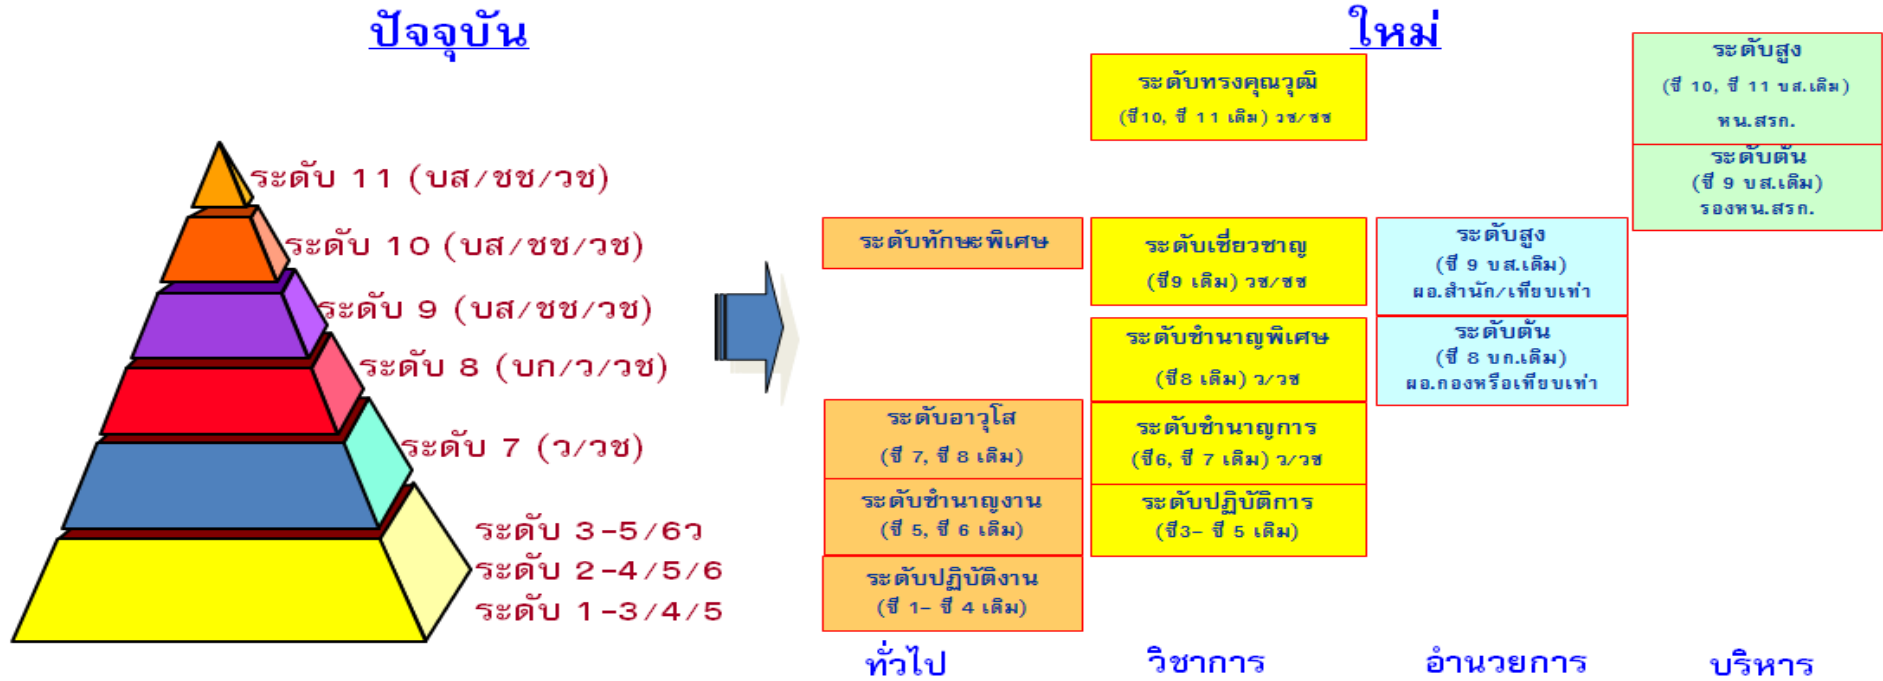 ปัจจุบัน
ระดับ 11 (บส/ชช/วช)
ระดับ 10 (บส/ชช/วช)
ระดับ 9 (บส/ชช/วช)
ระดับ 8 (บก/ว/วช)
ระดับ 7 (ว/วช)
ระดับ 3-5/6ว
ระดับ 2-4/5/6
ระดับ 1-3/4/5
ใหม่
ระดับทักษะพิเศษ
ระดับอาวุโส
(ซี 7, ซี 8 เดิม)
ระดับชำนาญงาน
(ซี 5, ซี 6 เดิม)
ระดับปฏิบัติงาน
(ซี 1- ซี 4 เดิม)
ทั่วไป
ระดับทรงคุณวุฒิ
(ซี10, ซี 11 เดิม) วช/ชช
ระดับเชี่ยวชาญ
(ซี9 เดิม) วช/ชช
ระดับชำนาญพิเศษ
(ซี8 เดิม) ว/วช
ระดับชำนาญการ
(ซี6, ซี 7 เดิม) ว/วช
ระดับปฏิบัติการ
(ซี3- ซี 5 เดิม)
วิชาการ
ระดับสูง
(ซี 9 บส.เดิม)
ผอ.สำนัก/เทียบเท่า
ระดับต้น
(ซี 8 บก.เดิม)
ผอ.กองหรือเทียบเท่า
อำนวยการ
ระดับสูง
(ซี 10, ซี 11 บส.เดิม)
หน.สรก.
ระดับต้น
(ซี 9 บส.เดิม)
รองหน.สรก.
บริหาร